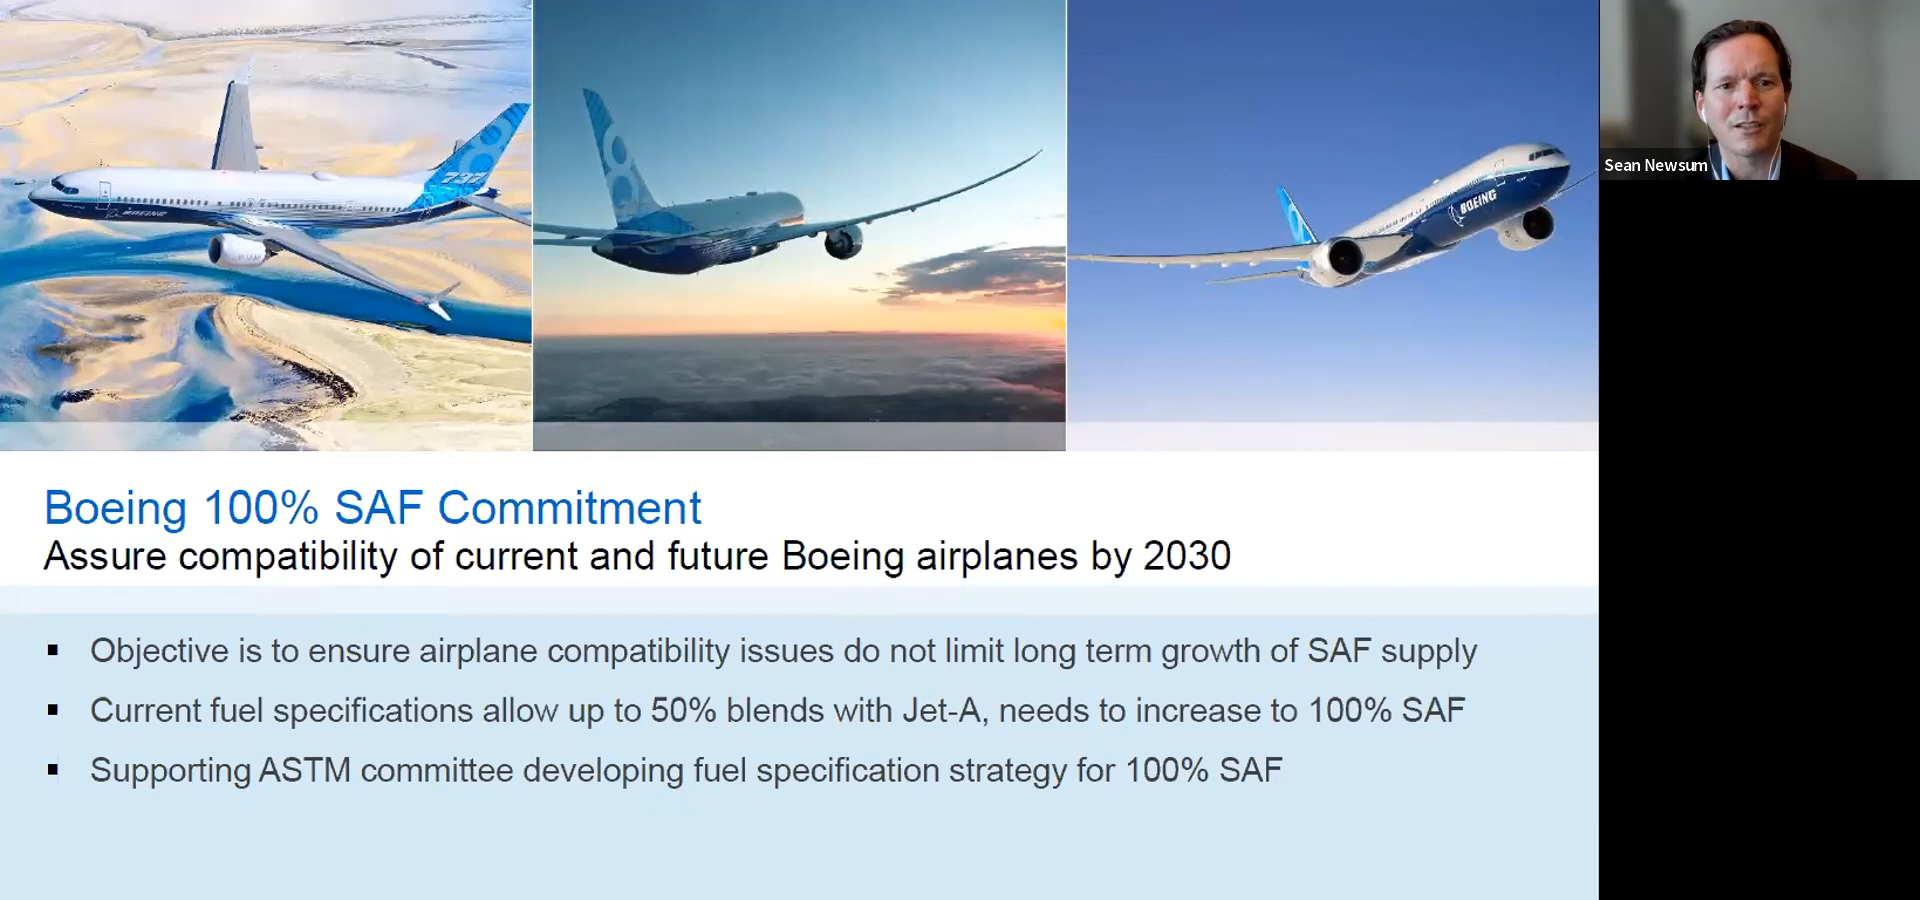 737
BOEING
BOEING
Sean Newsum
Boeing 100% SAF Commitment
Assure compatibility of current and future Boeing airplanes by 2030
▪ Objective is to ensure airplane compatibility issues do not limit long term growth of SAF supply
▪ Current fuel specifications allow up to 50% blends with Jet-A, needs to increase to 100% SAF
▪ Supporting ASTM committee developing fuel specification strategy for 100% SAF